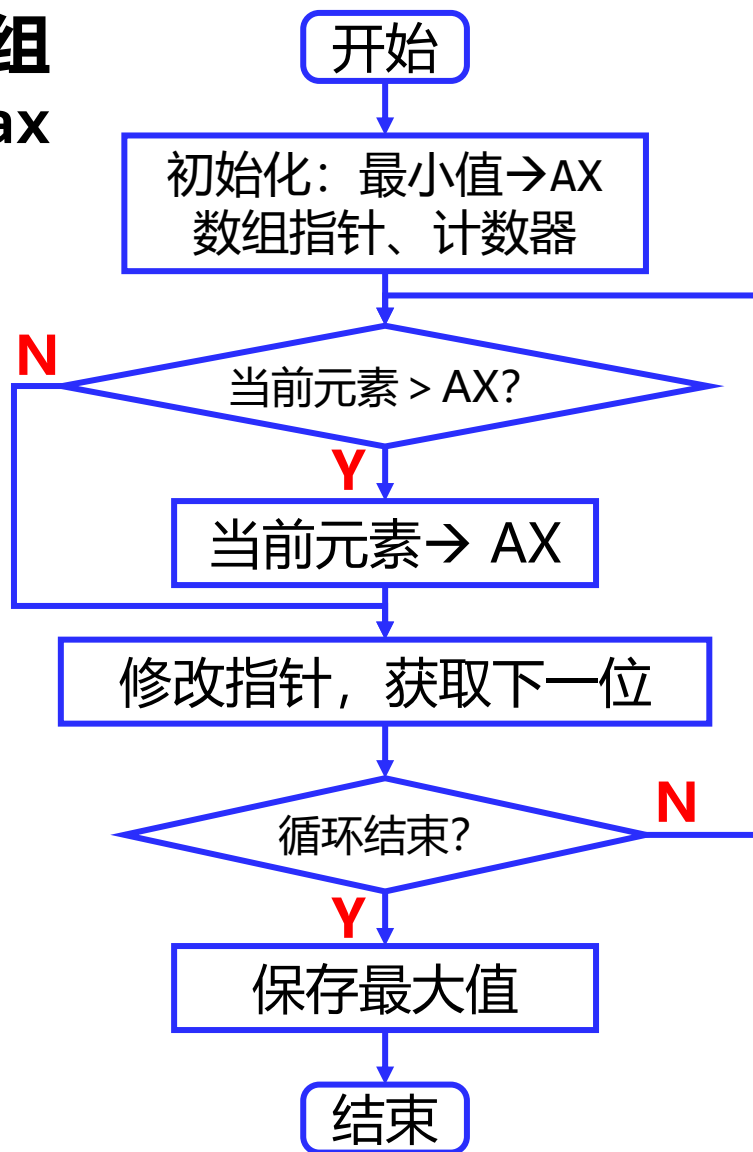 组
ax
开始
初始化：最小值→AX
数组指针、计数器
N
当前元素 > AX?
Y
当前元素→ AX
修改指针，获取下一位
循环结束?
N
Y
保存最大值
结束